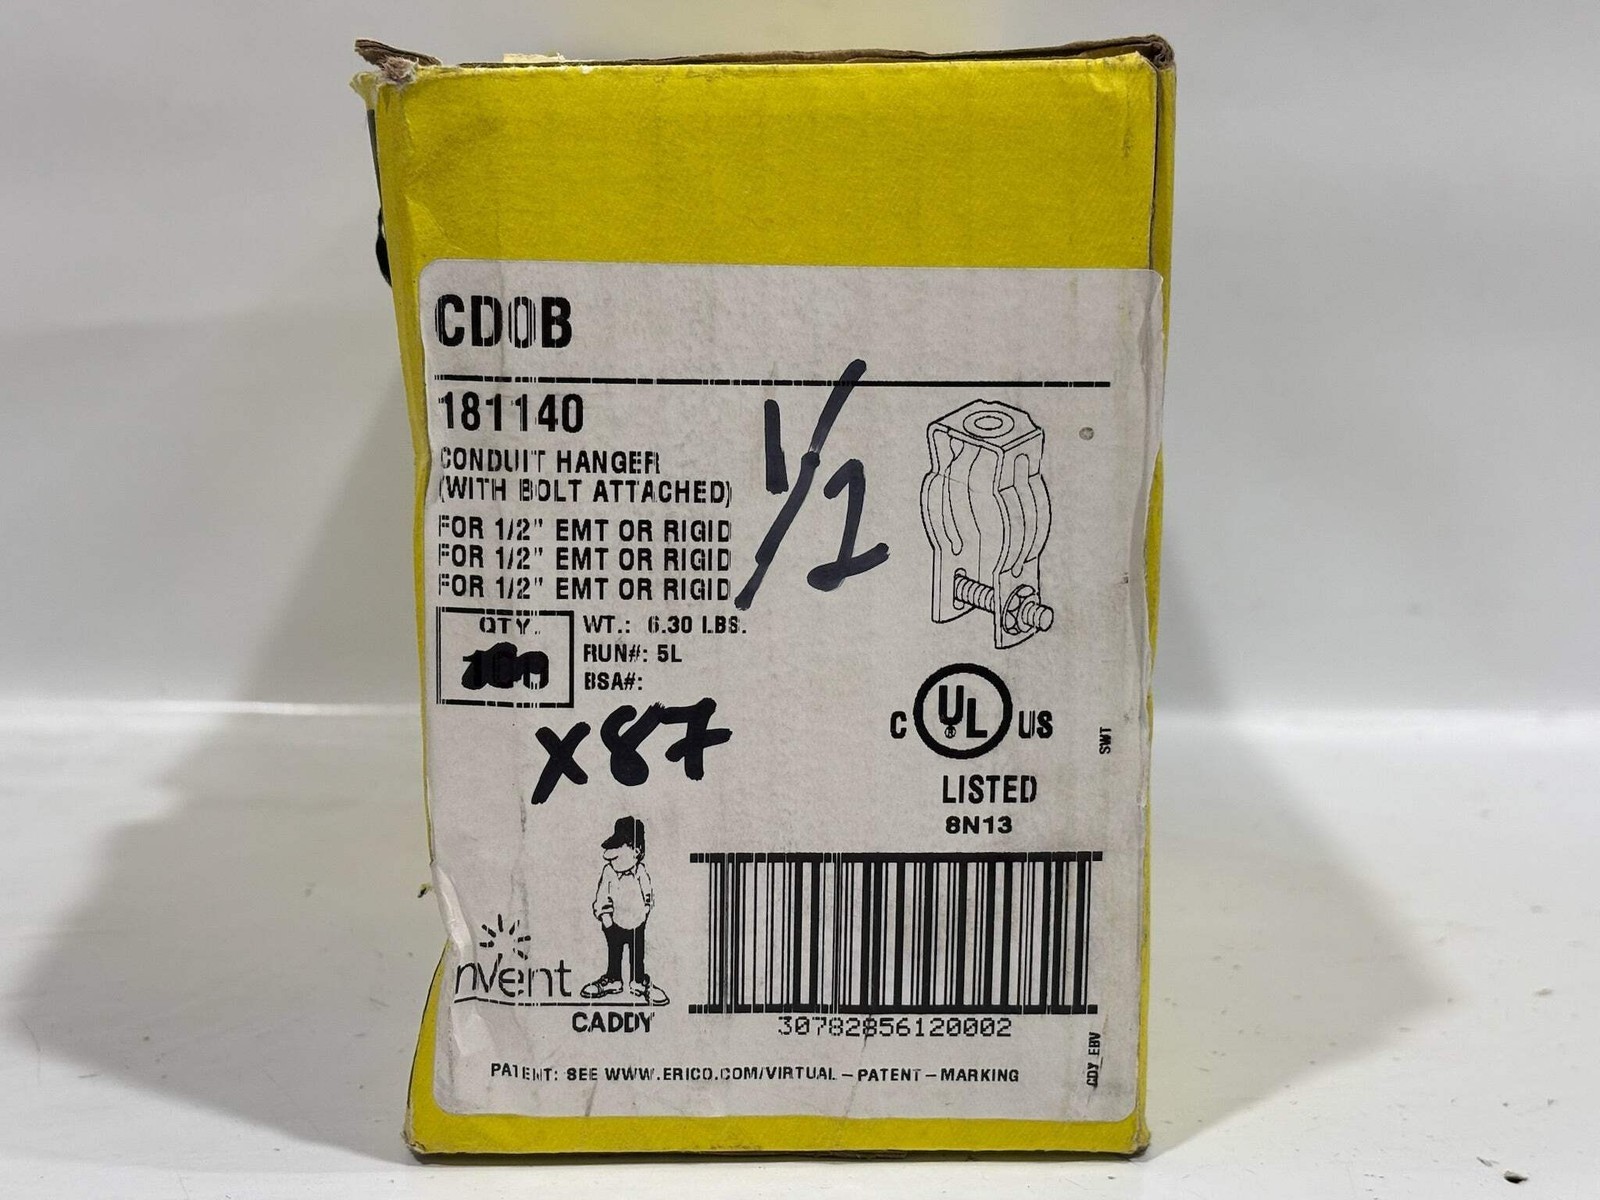 CD0B
181140
CONDUIT HANGER
(WITH BOLT ATTACHED)
FOR 1/2" EMT OR RIGID
FOR 1/2" EMT OR RIGID
FOR 1/2" EMT OR RIGID
1/2
QTY.
100
WT.: 6.30 LBS.
RUN#: 5L
BSA#:
X87
C UL® US
LISTED
8N13
SWT
nVent
CADDY
30782856120002
CDY_EBV
PATENT: SEE WWW.ERICO.COM/VIRTUAL-PATENT-MARKING